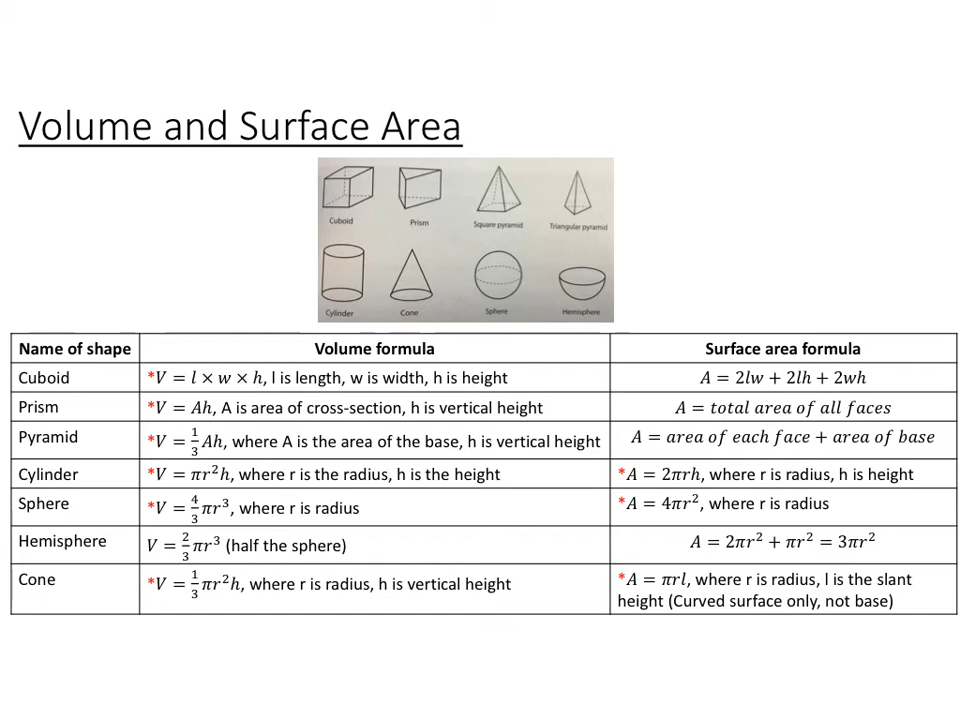 Volume and Surface Area
Cuboid Prism Square pyramid Triangular pyramid
Cylinder Cone Sphere Hemisphere
Name of shape Volume formula Surface area formula
Cuboid *V = l × w × h, l is length, w is width, h is height A = 2lw + 2lh + 2wh
Prism *V = Ah, A is area of cross-section, h is vertical height A = total area of all faces
Pyramid *V = 1/3 Ah, where A is the area of the base, h is vertical height A = area of each face + area of base
Cylinder *V = πr²h, where r is the radius, h is the height *A = 2πrh, where r is radius, h is height
Sphere *V = 4/3 πr³, where r is radius *A = 4πr², where r is radius
Hemisphere V = 2/3 πr³ (half the sphere) A = 2πr² + πr² = 3πr²
Cone *V = 1/3 πr²h, where r is radius, h is vertical height *A = πrl, where r is radius, l is the slant
height (Curved surface only, not base)